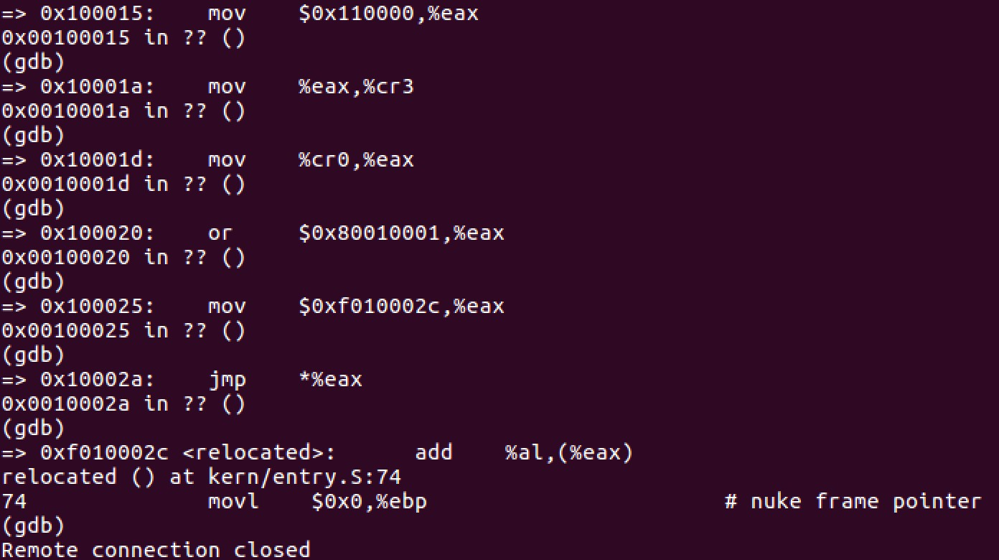 => 0x100015:    mov    $0x110000,%eax
0x00100015 in ?? ()
(gdb)
=> 0x10001a:    mov    %eax,%cr3
0x0010001a in ?? ()
(gdb)
=> 0x10001d:    mov    %cr0,%eax
0x0010001d in ?? ()
(gdb)
=> 0x100020:    or     $0x80010001,%eax
0x00100020 in ?? ()
(gdb)
=> 0x100025:    mov    $0xf010002c,%eax
0x00100025 in ?? ()
(gdb)
=> 0x10002a:    jmp    *%eax
0x0010002a in ?? ()
(gdb)
=> 0xf010002c <relocated>:      add    %al,(%eax)
relocated () at kern/entry.S:74
74              movl    $0x0,%ebp                       # nuke frame pointer
(gdb)
Remote connection closed